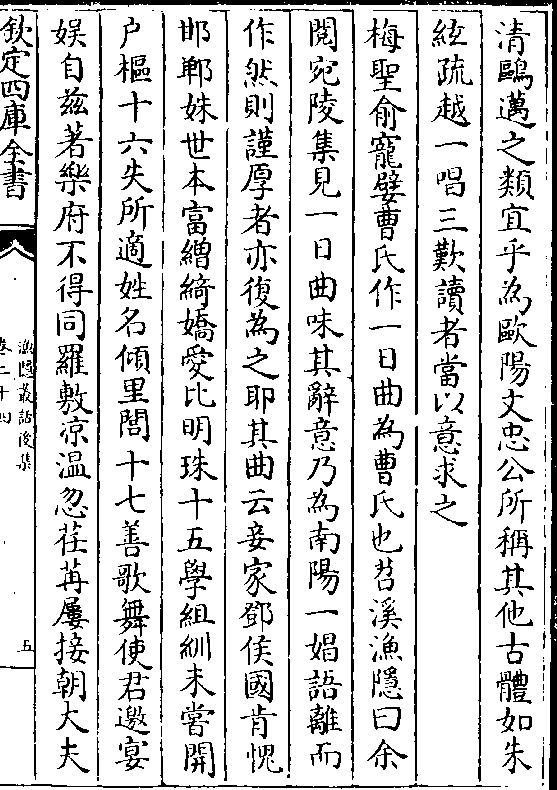 清鷗邁之類宜乎為歐陽文忠公所稱其他古體如朱
絃疏越一唱三歎讀者當以意求之
梅聖俞寵嬖曹氏作一日曲為曹氏也苕溪漁隠曰余
閲宛陵集見一日曲味其辭意乃為南陽一娼語離而
作然則謹厚者亦復為之耶其曲云妾家鄧侯國肯愧
邯鄲姝世本富繒綺嬌愛比明珠十五學組紃未嘗開
户樞十六失所適姓名傾里閭十七善歌舞使君邀宴
娱自兹著樂府不得同羅敷凉温忽荏苒屢接朝大夫
欽定四庫全書
漁隠叢話後集
卷二十四
五